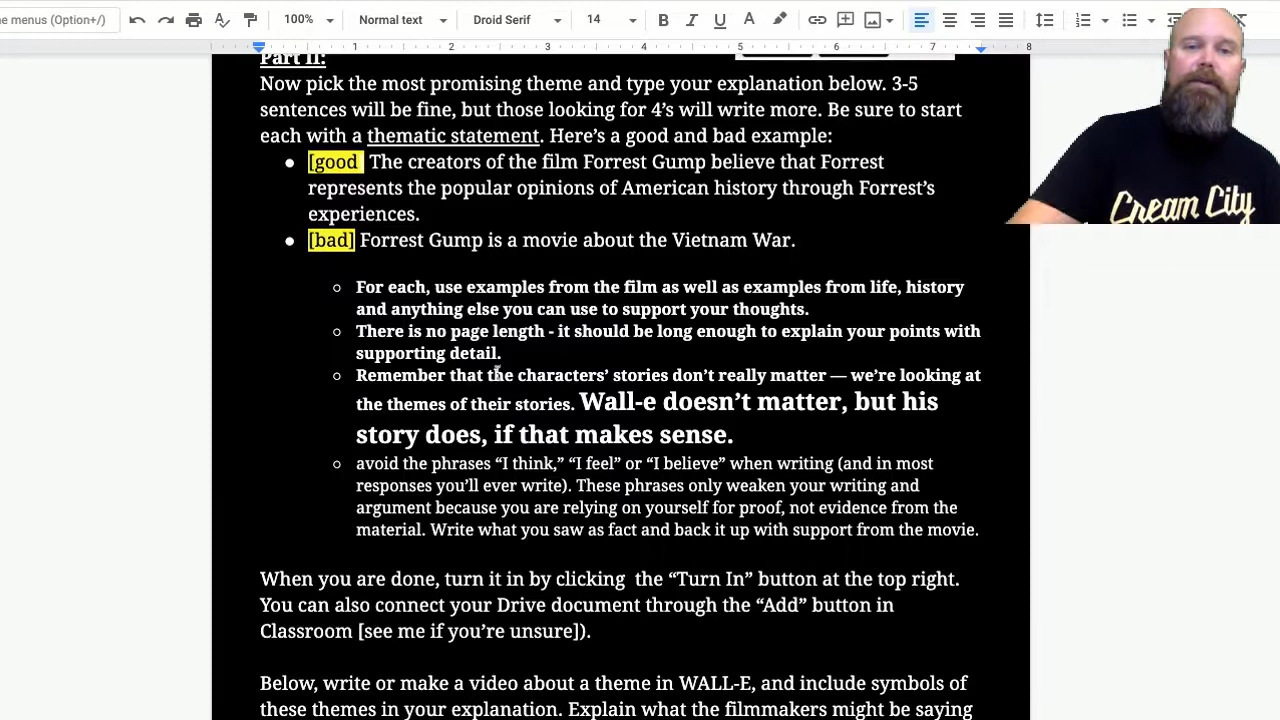 e menus (Option+/)
100%
Normal text
Droid Serif
14
B I U A
1 2 3 4 5 6 7 8
Part II:
Now pick the most promising theme and type your explanation below. 3-5
sentences will be fine, but those looking for 4’s will write more. Be sure to start
each with a thematic statement. Here’s a good and bad example:
● [good The creators of the film Forrest Gump believe that Forrest
represents the popular opinions of American history through Forrest’s
experiences.
● [bad] Forrest Gump is a movie about the Vietnam War.
○ For each, use examples from the film as well as examples from life, history
and anything else you can use to support your thoughts.
○ There is no page length - it should be long enough to explain your points with
supporting detail.
○ Remember that the characters’ stories don’t really matter — we’re looking at
the themes of their stories. Wall-e doesn’t matter, but his
story does, if that makes sense.
○ avoid the phrases “I think,” “I feel” or “I believe” when writing (and in most
responses you’ll ever write). These phrases only weaken your writing and
argument because you are relying on yourself for proof, not evidence from the
material. Write what you saw as fact and back it up with support from the movie.
When you are done, turn it in by clicking  the “Turn In” button at the top right.
You can also connect your Drive document through the “Add” button in
Classroom [see me if you’re unsure]).
Below, write or make a video about a theme in WALL-E, and include symbols of
these themes in your explanation. Explain what the filmmakers might be saying
Cream City